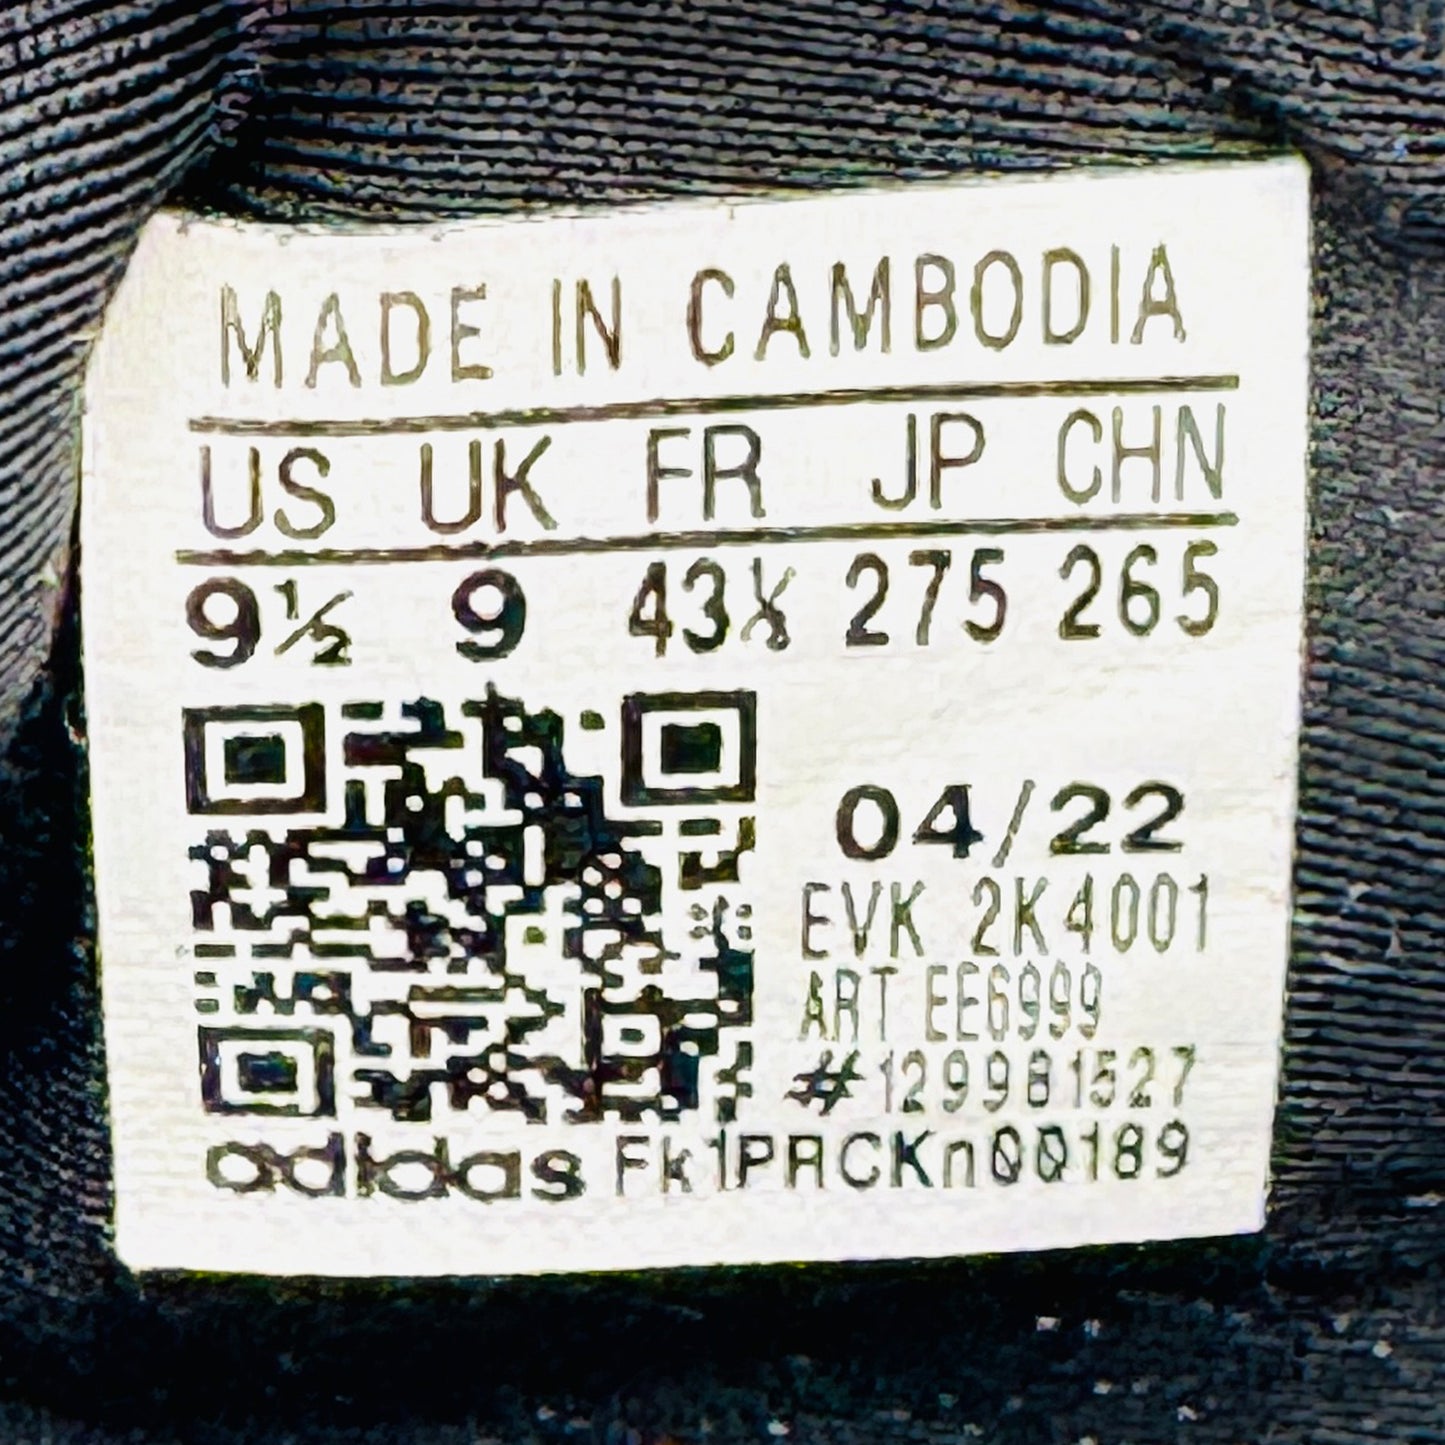 MADE IN CAMBODIA
US UK FR JP CHN
9½ 9 43⅓ 275 265
04/22
EVK 2K4001
ART EE6999
#129981527
adidas Fk1PACKn00189